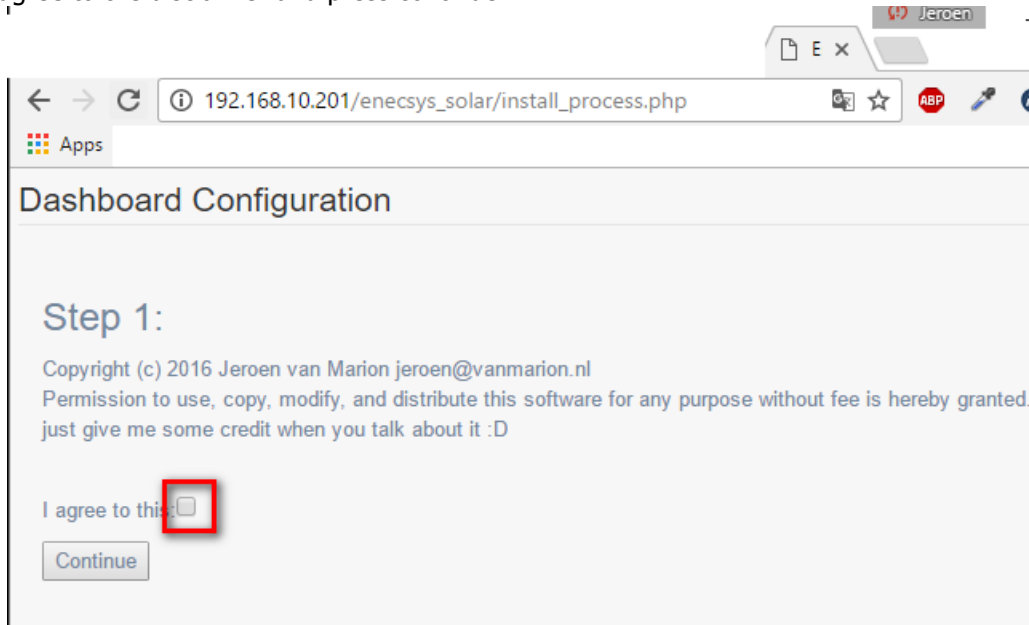 Jeroen
E
192.168.10.201/enecsys_solar/install_process.php
ABP
Apps
Dashboard Configuration
Step 1:
Copyright (c) 2016 Jeroen van Marion jeroen@vanmarion.nl
Permission to use, copy, modify, and distribute this software for any purpose without fee is hereby granted.
just give me some credit when you talk about it :D
I agree to this:
Continue